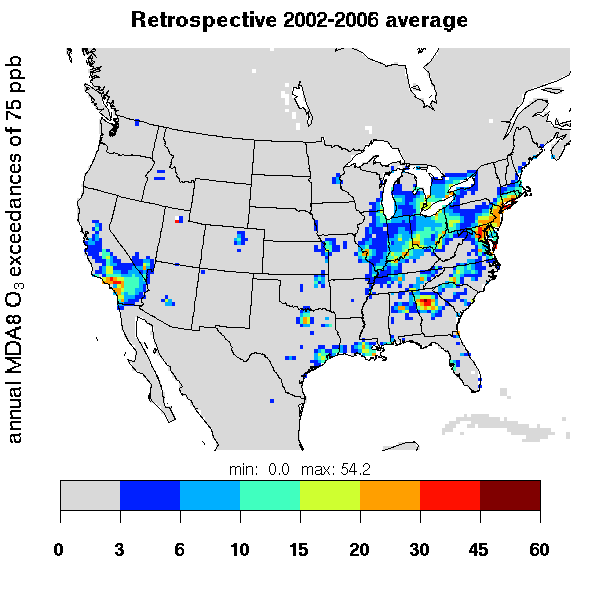 Retrospective 2002-2006 average
annual MDA8 O₃ exceedances of 75 ppb
min: 0.0 max: 54.2
0 3 6 10 15 20 30 45 60